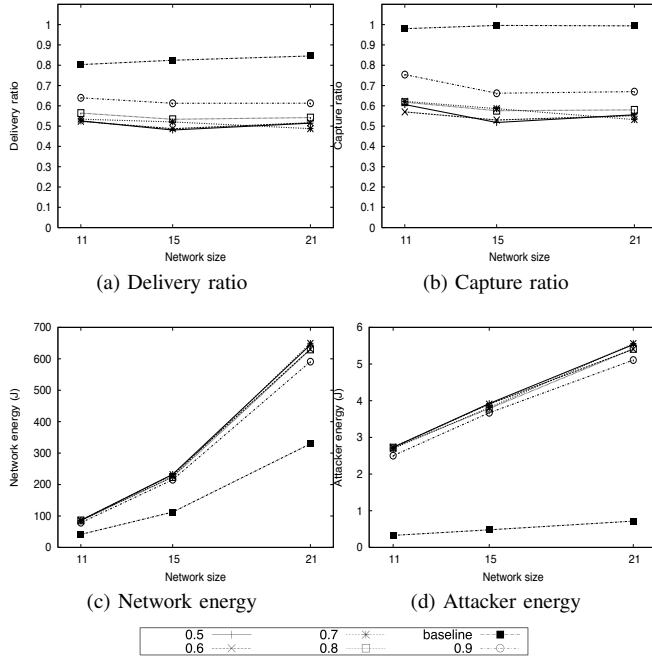 1
0.9
0.8
0.7
0.6
0.5
0.4
0.3
0.2
0.1
0
Delivery ratio
11 15 21
Network size
(a) Delivery ratio
1
0.9
0.8
0.7
0.6
0.5
0.4
0.3
0.2
0.1
0
Capture ratio
11 15 21
Network size
(b) Capture ratio
700
600
500
400
300
200
100
0
Network energy (J)
11 15 21
Network size
(c) Network energy
6
5
4
3
2
1
0
Attacker energy (J)
11 15 21
Network size
(d) Attacker energy
0.5 0.7 baseline
0.6 0.8 0.9